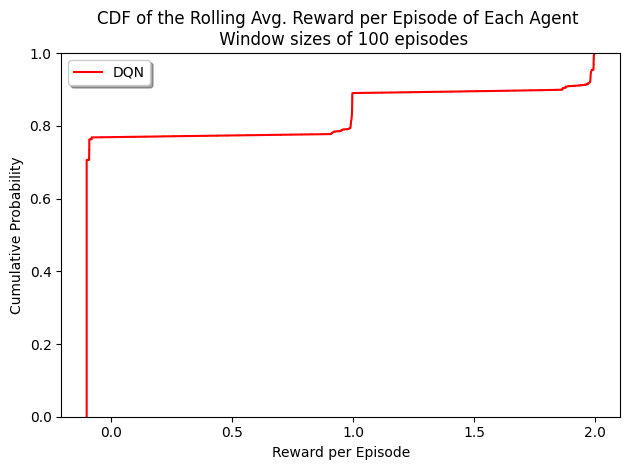 CDF of the Rolling Avg. Reward per Episode of Each Agent
Window sizes of 100 episodes
DQN
Cumulative Probability
1.0
0.8
0.6
0.4
0.2
0.0
0.0 0.5 1.0 1.5 2.0
Reward per Episode